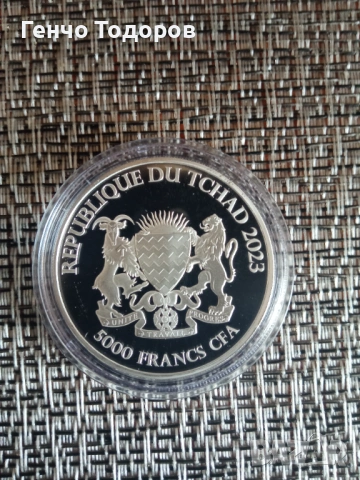 Генчо Тодоров
REPUBLIQUE DU TCHAD 2023
UNITE TRAVAIL PROGRES
5000 FRANCS CFA